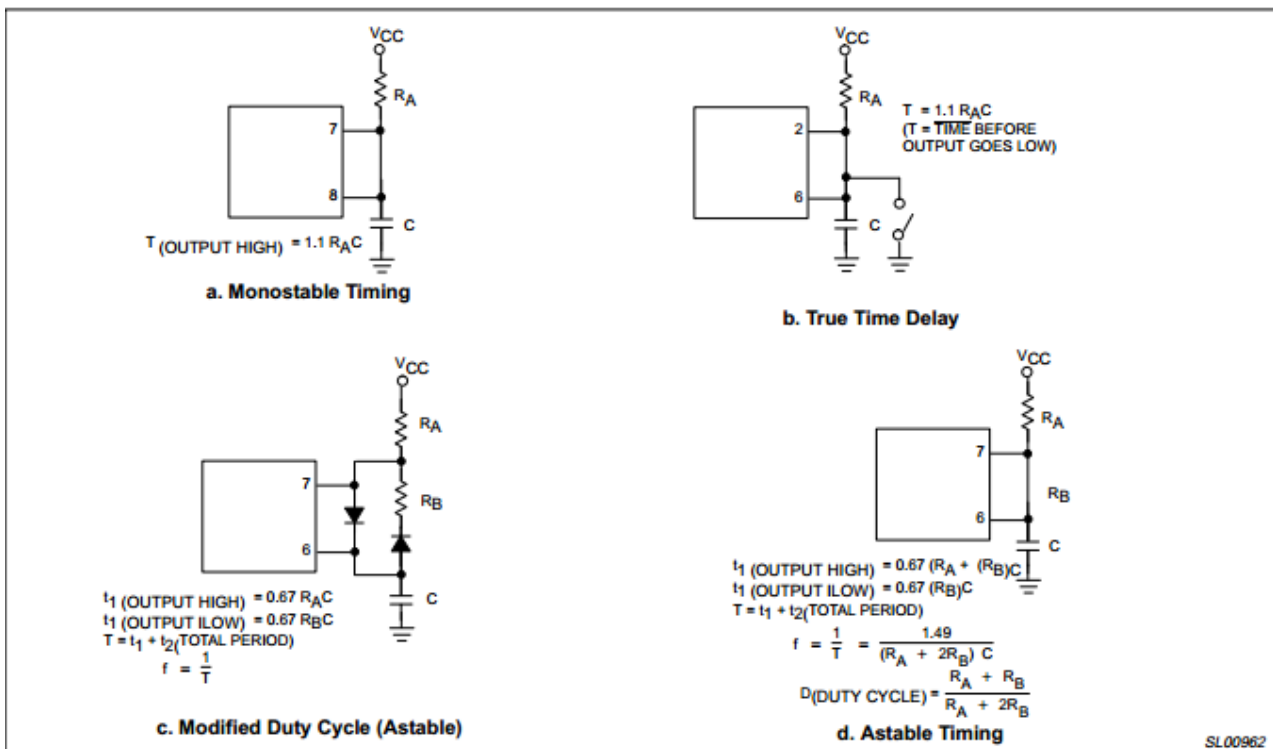 VCC
RA
7
8
C
T (OUTPUT HIGH) = 1.1 RAC
a. Monostable Timing
VCC
RA
2
6
C
T = 1.1 RAC
(T = TIME BEFORE
OUTPUT GOES LOW)
b. True Time Delay
VCC
RA
7
RB
6
C
t1 (OUTPUT HIGH) = 0.67 RAC
t1 (OUTPUT ILOW) = 0.67 RBC
T = t1 + t2(TOTAL PERIOD)
f = 1/T
c. Modified Duty Cycle (Astable)
VCC
RA
7
RB
6
C
t1 (OUTPUT HIGH) = 0.67 (RA + (RB)C
t1 (OUTPUT ILOW) = 0.67 (RB)C
T = t1 + t2(TOTAL PERIOD)
f = 1/T = 1.49/(RA + 2RB) C
D(DUTY CYCLE) = RA + RB/RA + 2RB
d. Astable Timing
SL00962